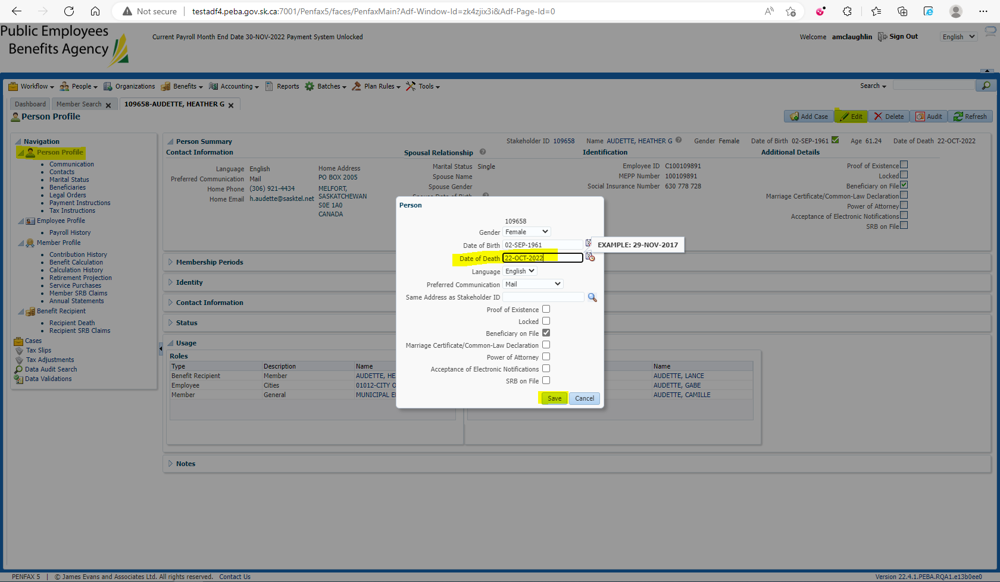 Not secure | testadf4.peba.gov.sk.ca:7001/Penfax5/faces/PenfaxMain?Adf-Window-Id=zk4zjix3i&Adf-Page-Id=0
Public Employees
Benefits Agency
Current Payroll Month End Date 30-NOV-2022 Payment System Unlocked
Welcome amclaughlin Sign Out English
Workflow People Organizations Benefits Accounting Reports Batches Plan Rules Tools Search
Dashboard Member Search 109658-AUDETTE, HEATHER G
Person Profile
Add Case Edit Delete Audit Refresh
Navigation
Person Profile
Communication
Contacts
Marital Status
Beneficiaries
Legal Orders
Payment Instructions
Tax Instructions
Employee Profile
Payroll History
Member Profile
Contribution History
Benefit Calculation
Calculation History
Retirement Projection
Service Purchases
Member SRB Claims
Annual Statements
Benefit Recipient
Recipient Death
Recipient SRB Claims
Cases
Tax Slips
Tax Adjustments
Data Audit Search
Data Validations
Person Summary
Stakeholder ID 109658 Name AUDETTE, HEATHER G Gender Female Date of Birth 02-SEP-1961 Age 61.24 Date of Death 22-OCT-2022
Contact Information
Language English
Preferred Communication Mail
Home Phone (306) 921-4434
Home Email h.audette@sasktel.net
Home Address
PO BOX 2005
MELFORT,
SASKATCHEWAN
S0E 1A0
CANADA
Spousal Relationship
Marital Status Single
Spouse Name
Spouse Gender
Identification
Employee ID C100109891
MEPP Number 100109891
Social Insurance Number 630 778 728
Additional Details
Proof of Existence
Locked
Beneficiary on File
Marriage Certificate/Common-Law Declaration
Power of Attorney
Acceptance of Electronic Notifications
SRB on File
Membership Periods
Identity
Contact Information
Status
Usage
Roles
Type Description Name
Benefit Recipient Member AUDETTE, HE
Employee Cities 01012-CITY O
Member General MUNICIPAL E
Name
AUDETTE, LANCE
AUDETTE, GABE
AUDETTE, CAMILLE
Notes
Person
109658
Gender Female
Date of Birth 02-SEP-1961
EXAMPLE: 29-NOV-2017
Date of Death 22-OCT-2022
Language English
Preferred Communication Mail
Same Address as Stakeholder ID
Proof of Existence
Locked
Beneficiary on File
Marriage Certificate/Common-Law Declaration
Power of Attorney
Acceptance of Electronic Notifications
SRB on File
Save Cancel
PENFAX 5 | © James Evans and Associates Ltd. All rights reserved. Contact Us
Version 22.4.1.PEBA.RQA1.e13b0ee0